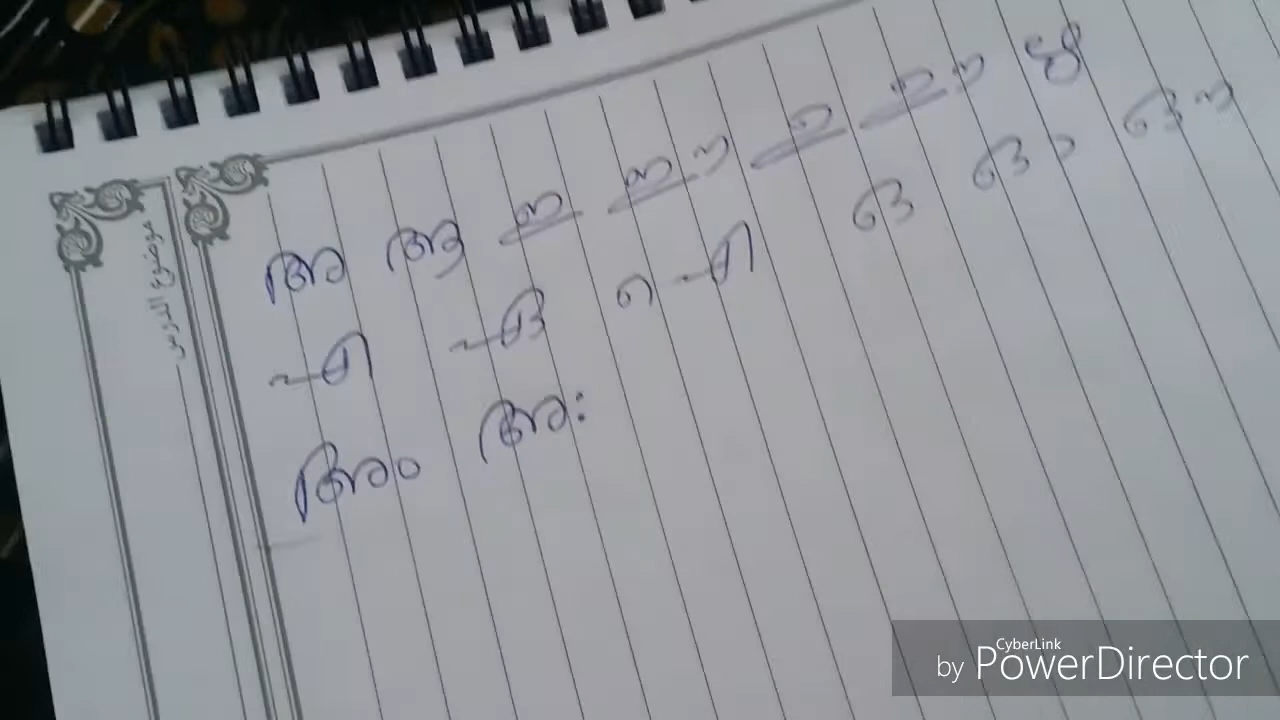 അ ആ ഇ ഈ ഉ ഊ ഋ
എ ഏ ഐ ഒ ഓ ഔ
അം അഃ
موضوع الدرس
CyberLink
by PowerDirector